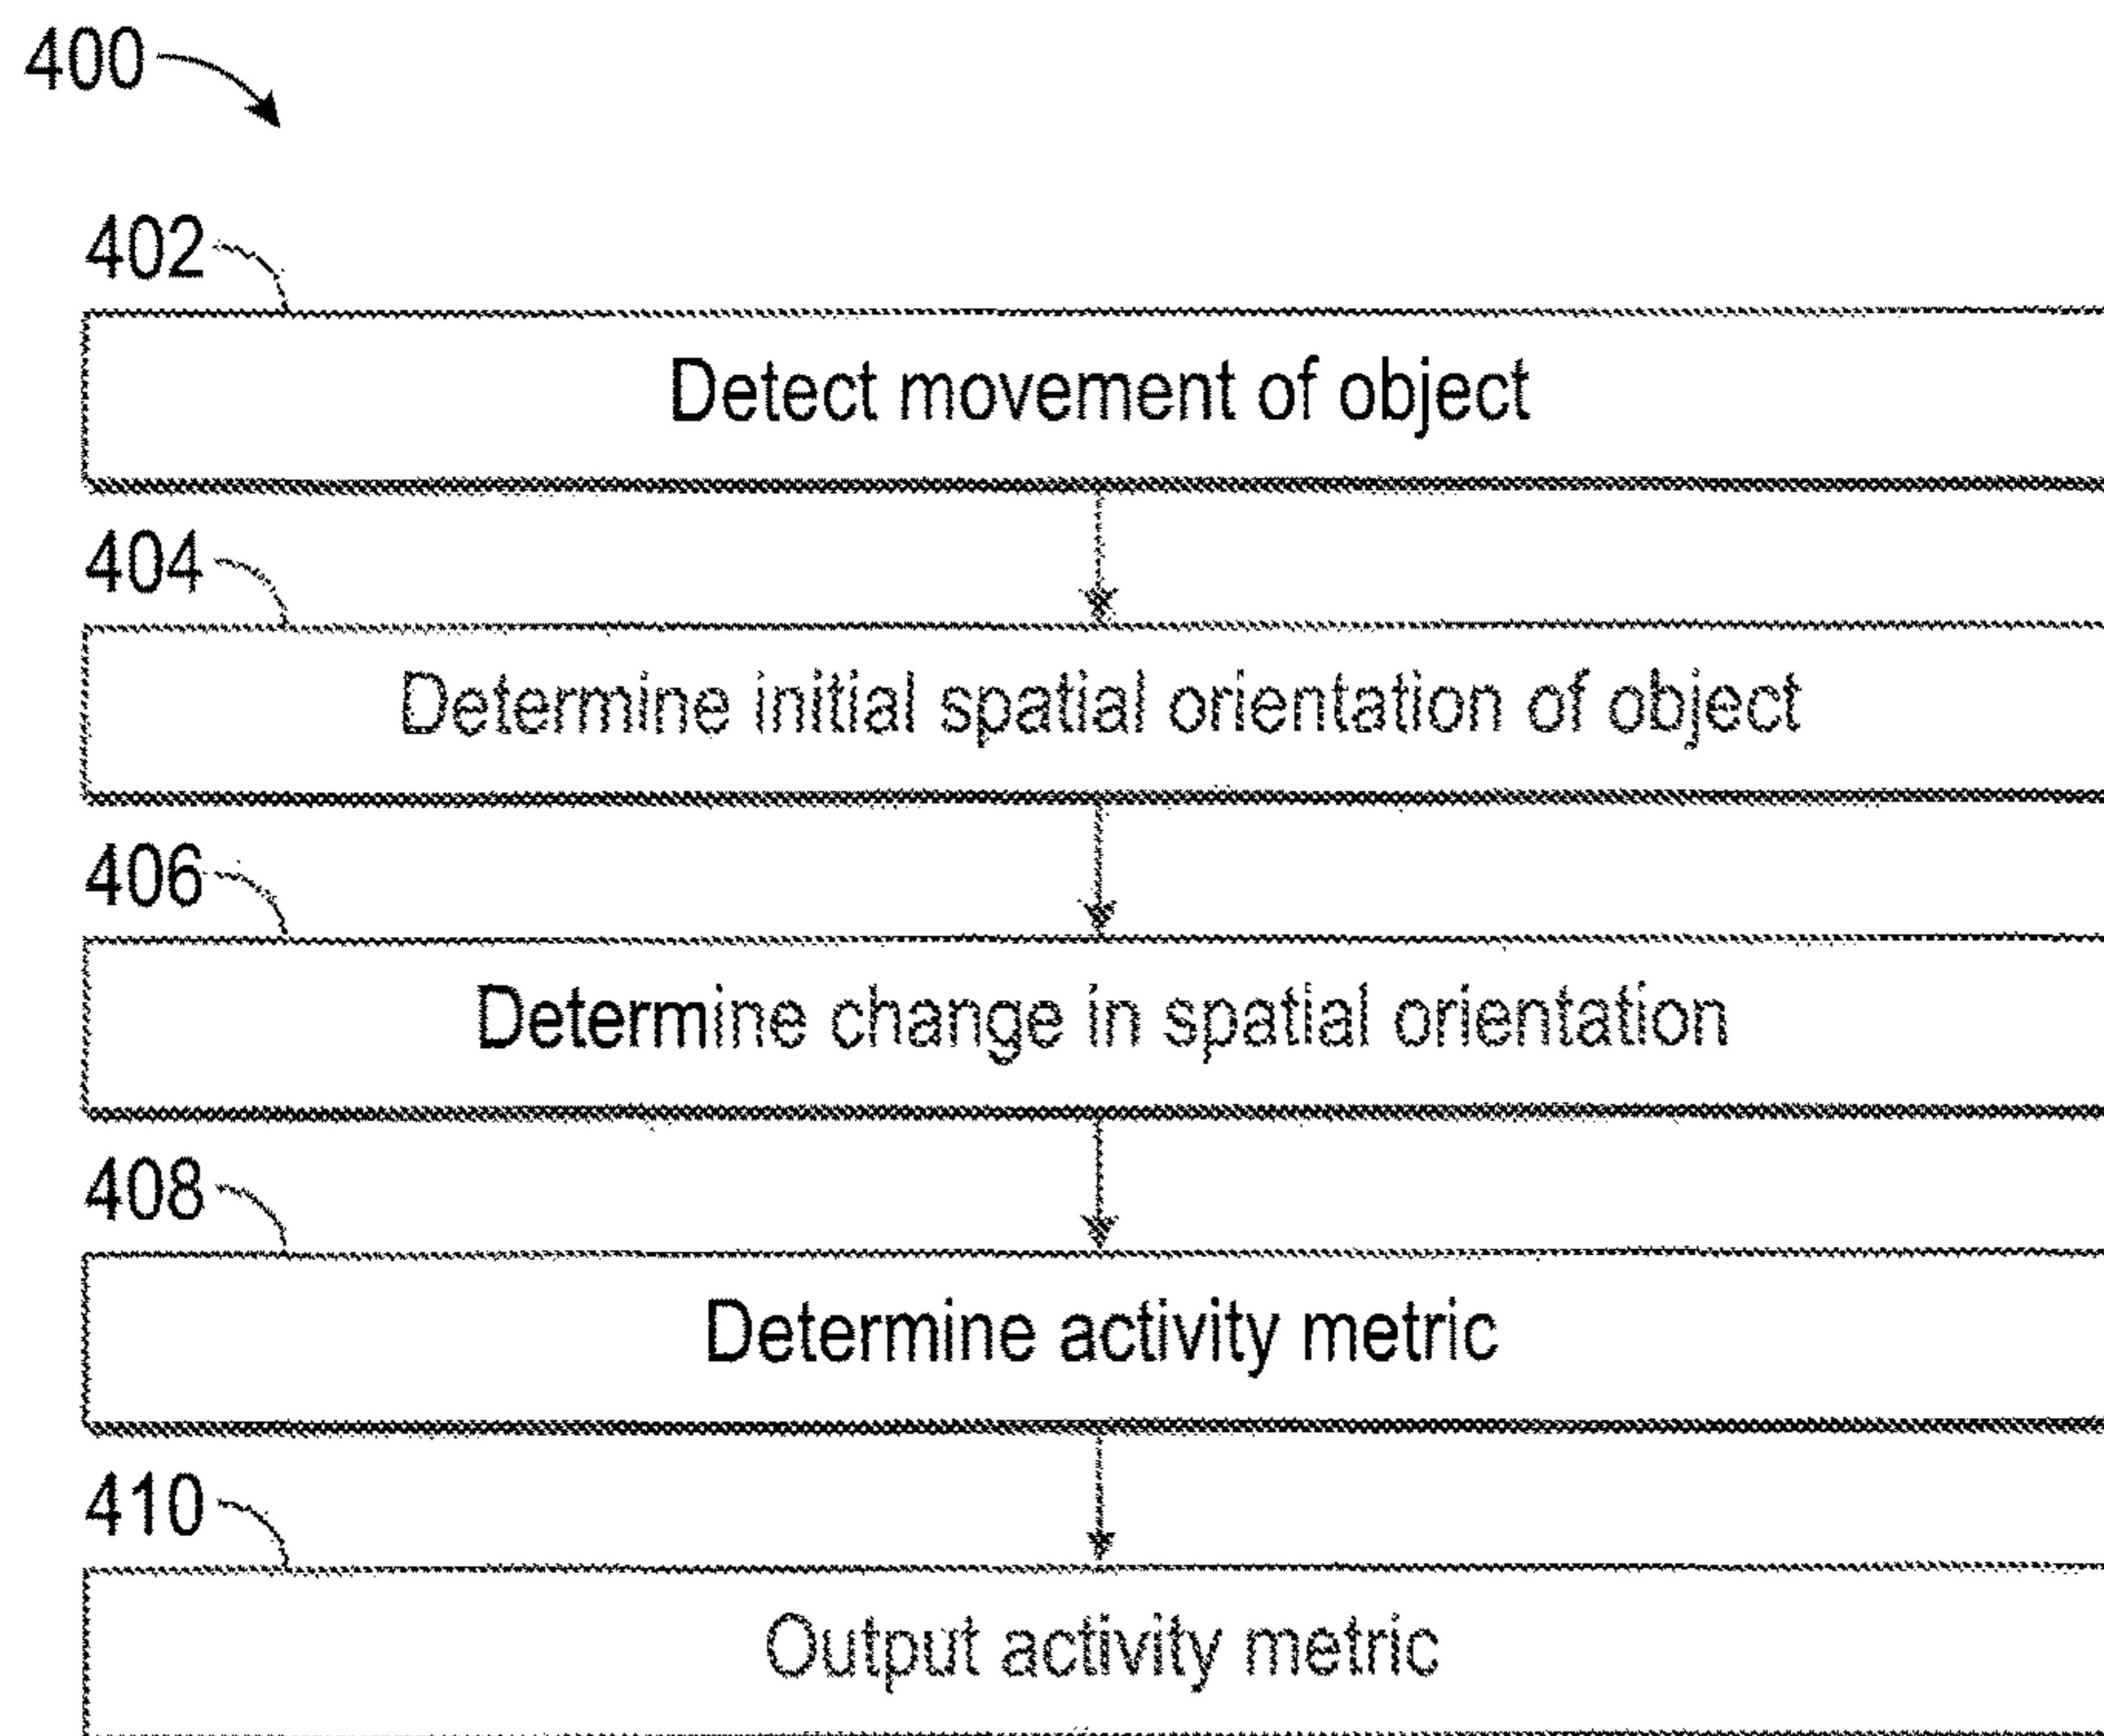 400
402
Detect movement of object
404
Determine initial spatial orientation of object
406
Determine change in spatial orientation
408
Determine activity metric
410
Output activity metric